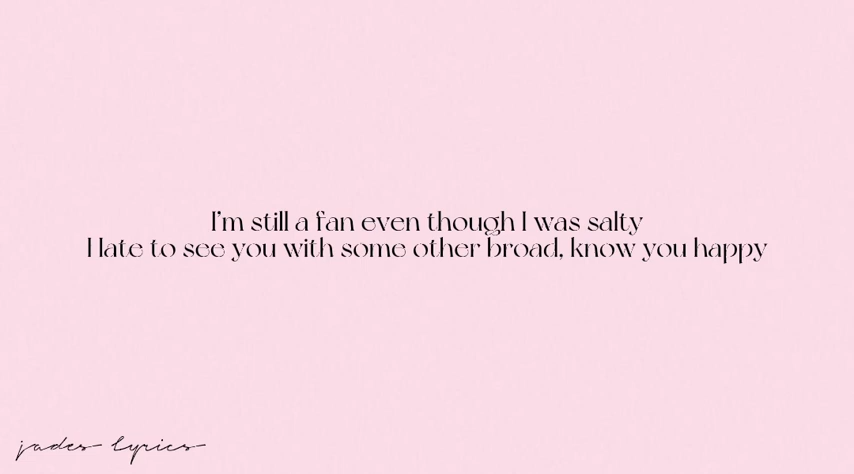 I'm still a fan even though I was salty
Hate to see you with some other broad, know you happy
jades lyrics